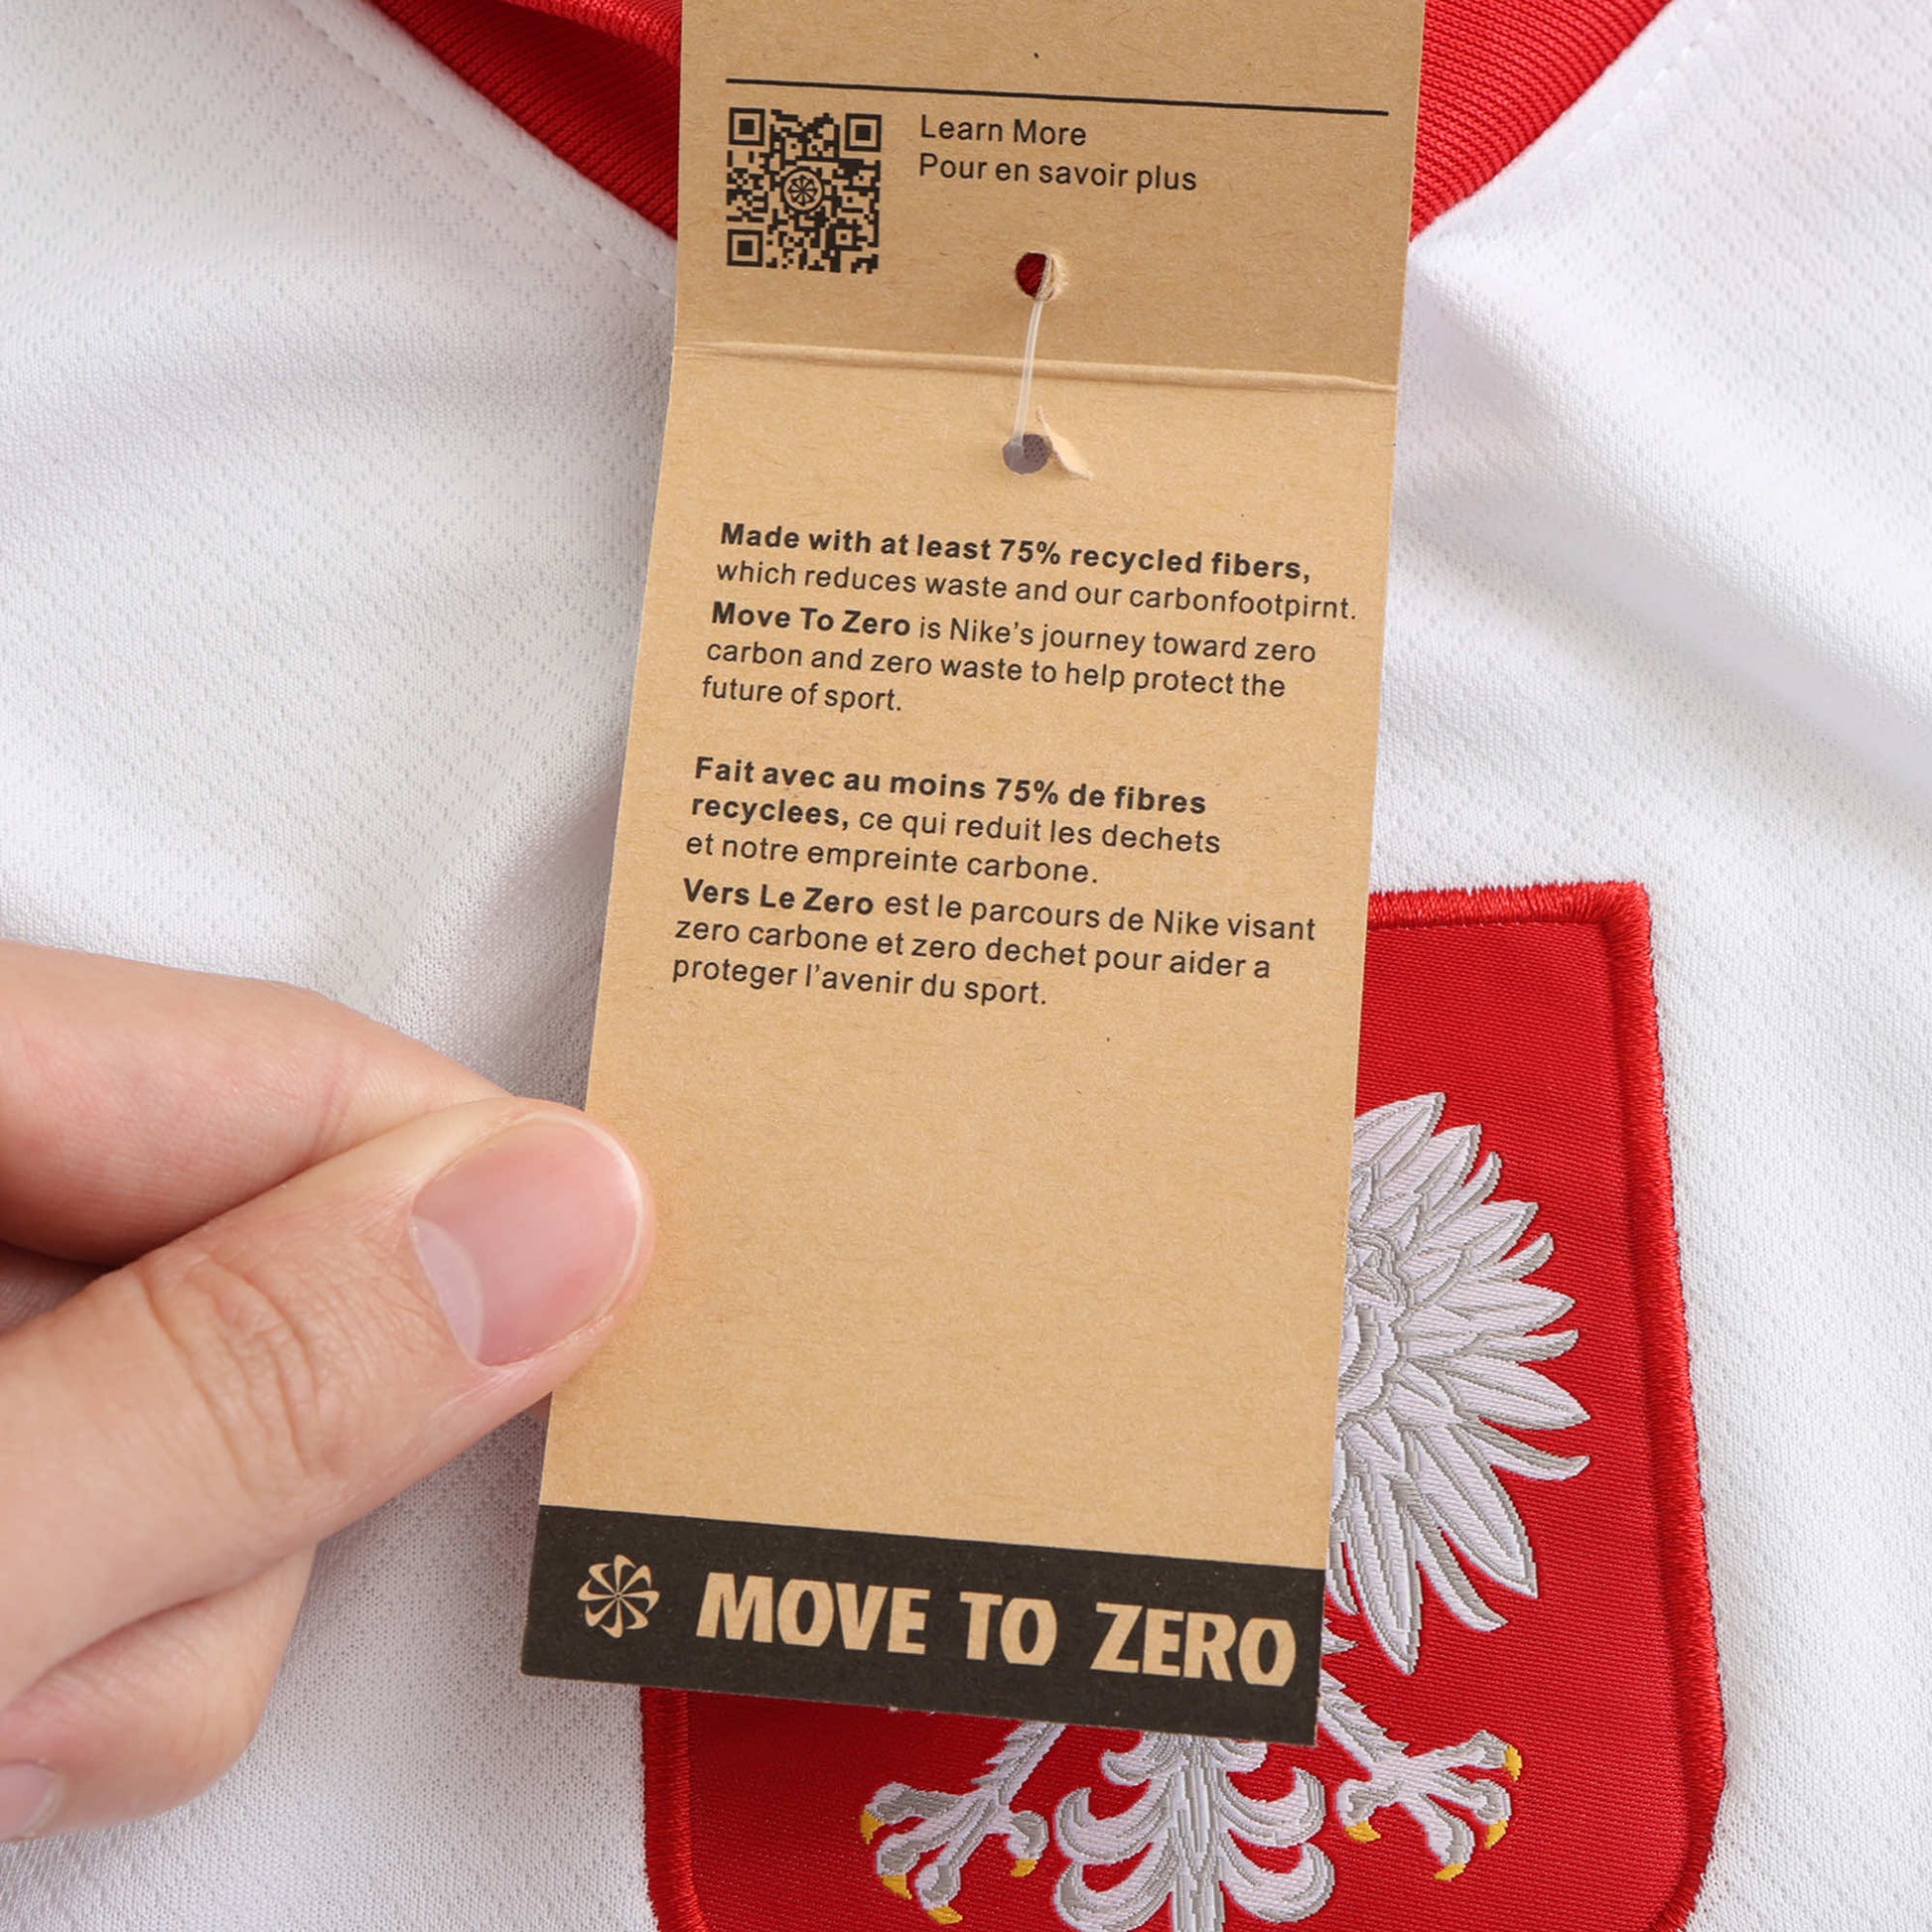 Learn More
Pour en savoir plus
Made with at least 75% recycled fibers,
which reduces waste and our carbonfootpirnt.
Move To Zero is Nike's journey toward zero
carbon and zero waste to help protect the
future of sport.
Fait avec au moins 75% de fibres
recyclees, ce qui reduit les dechets
et notre empreinte carbone.
Vers Le Zero est le parcours de Nike visant
zero carbone et zero dechet pour aider a
proteger l'avenir du sport.
MOVE TO ZERO